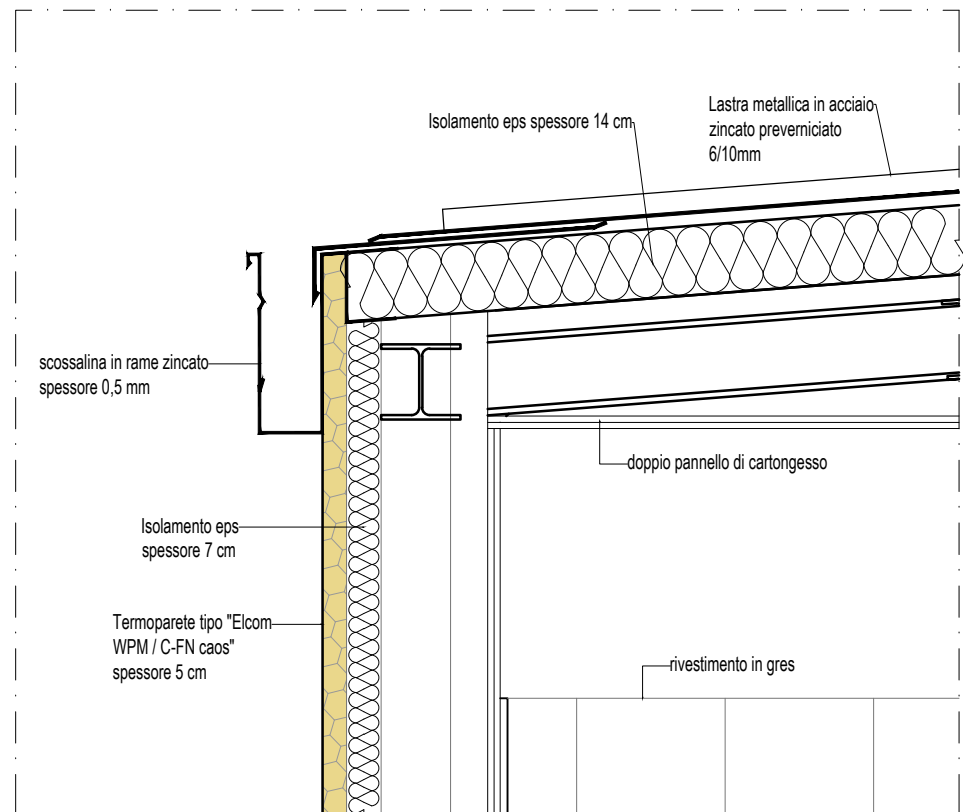 Isolamento eps spessore 14 cm
Lastra metallica in acciaio
zincato preverniciato
6/10mm
scossalina in rame zincato
spessore 0,5 mm
doppio pannello di cartongesso
Isolamento eps
spessore 7 cm
Termoparete tipo "Elcom
WPM / C-FN caos"
spessore 5 cm
rivestimento in gres